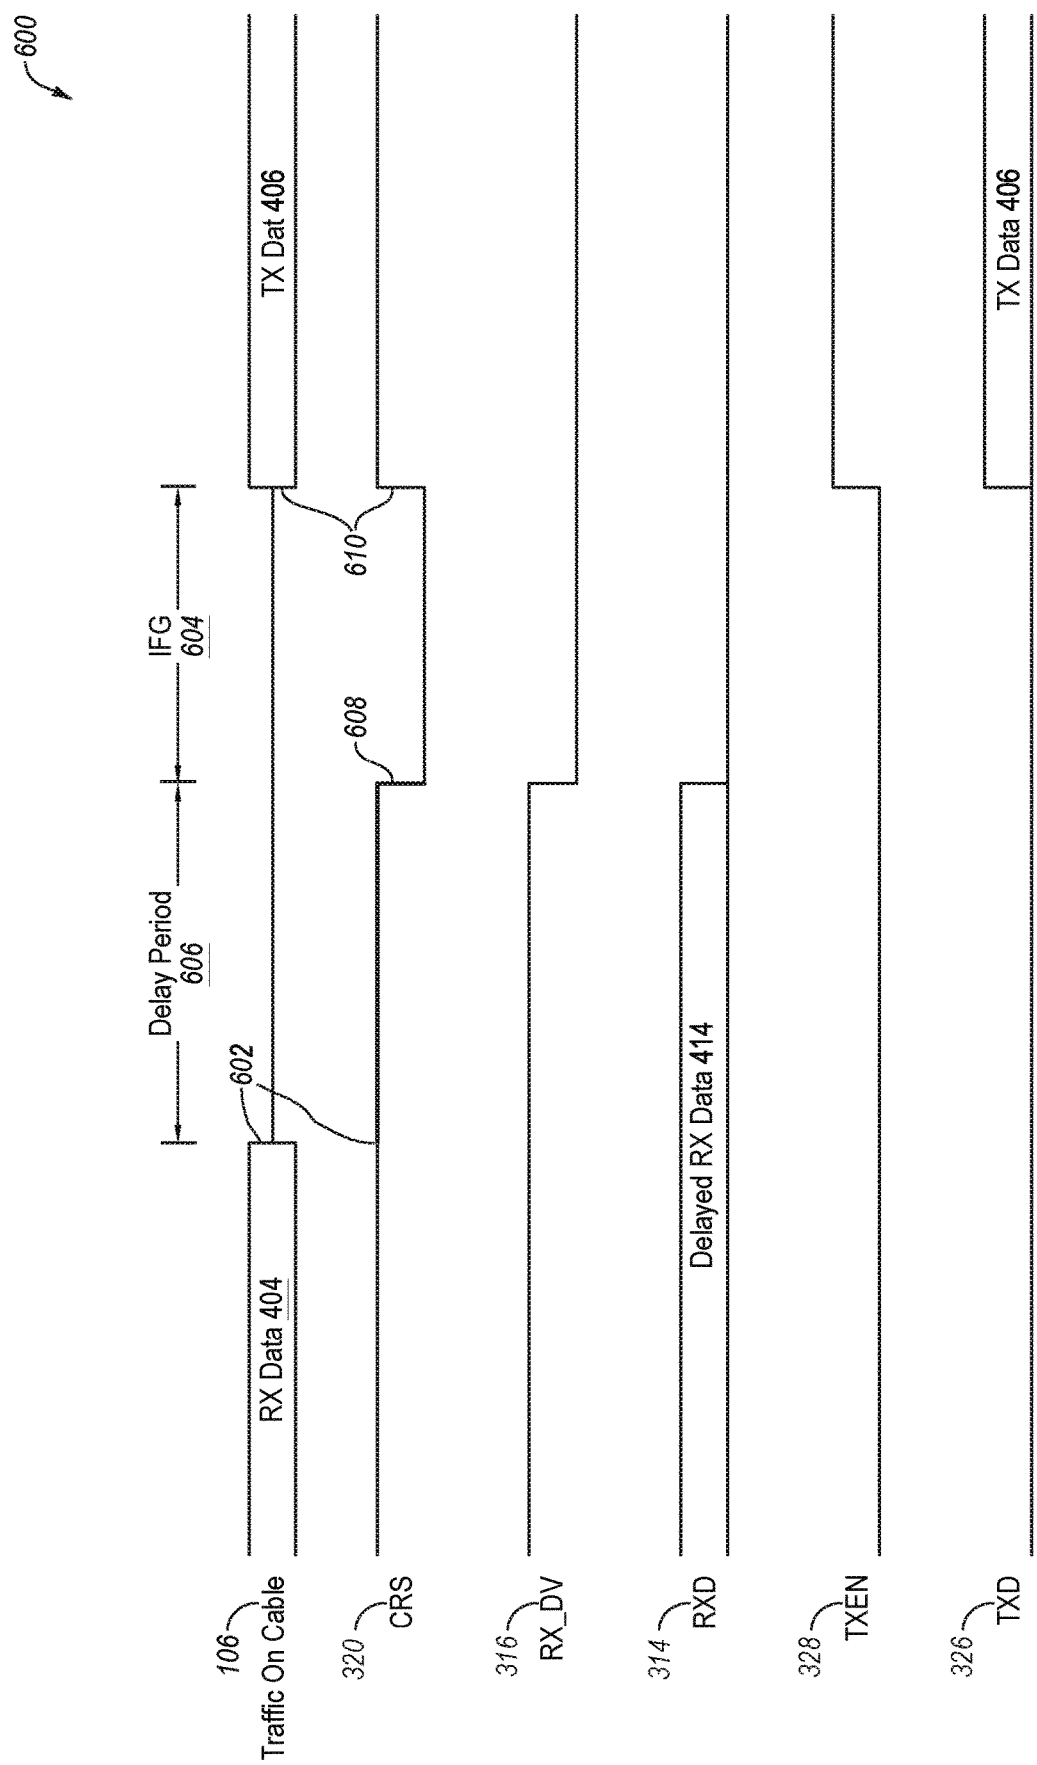 600
Delay Period
606
IFG
604
106
Traffic On Cable
RX Data 404
602
TX Dat 406
320
CRS
608
610
316
RX_DV
314
RXD
Delayed RX Data 414
328
TXEN
326
TXD
TX Data 406